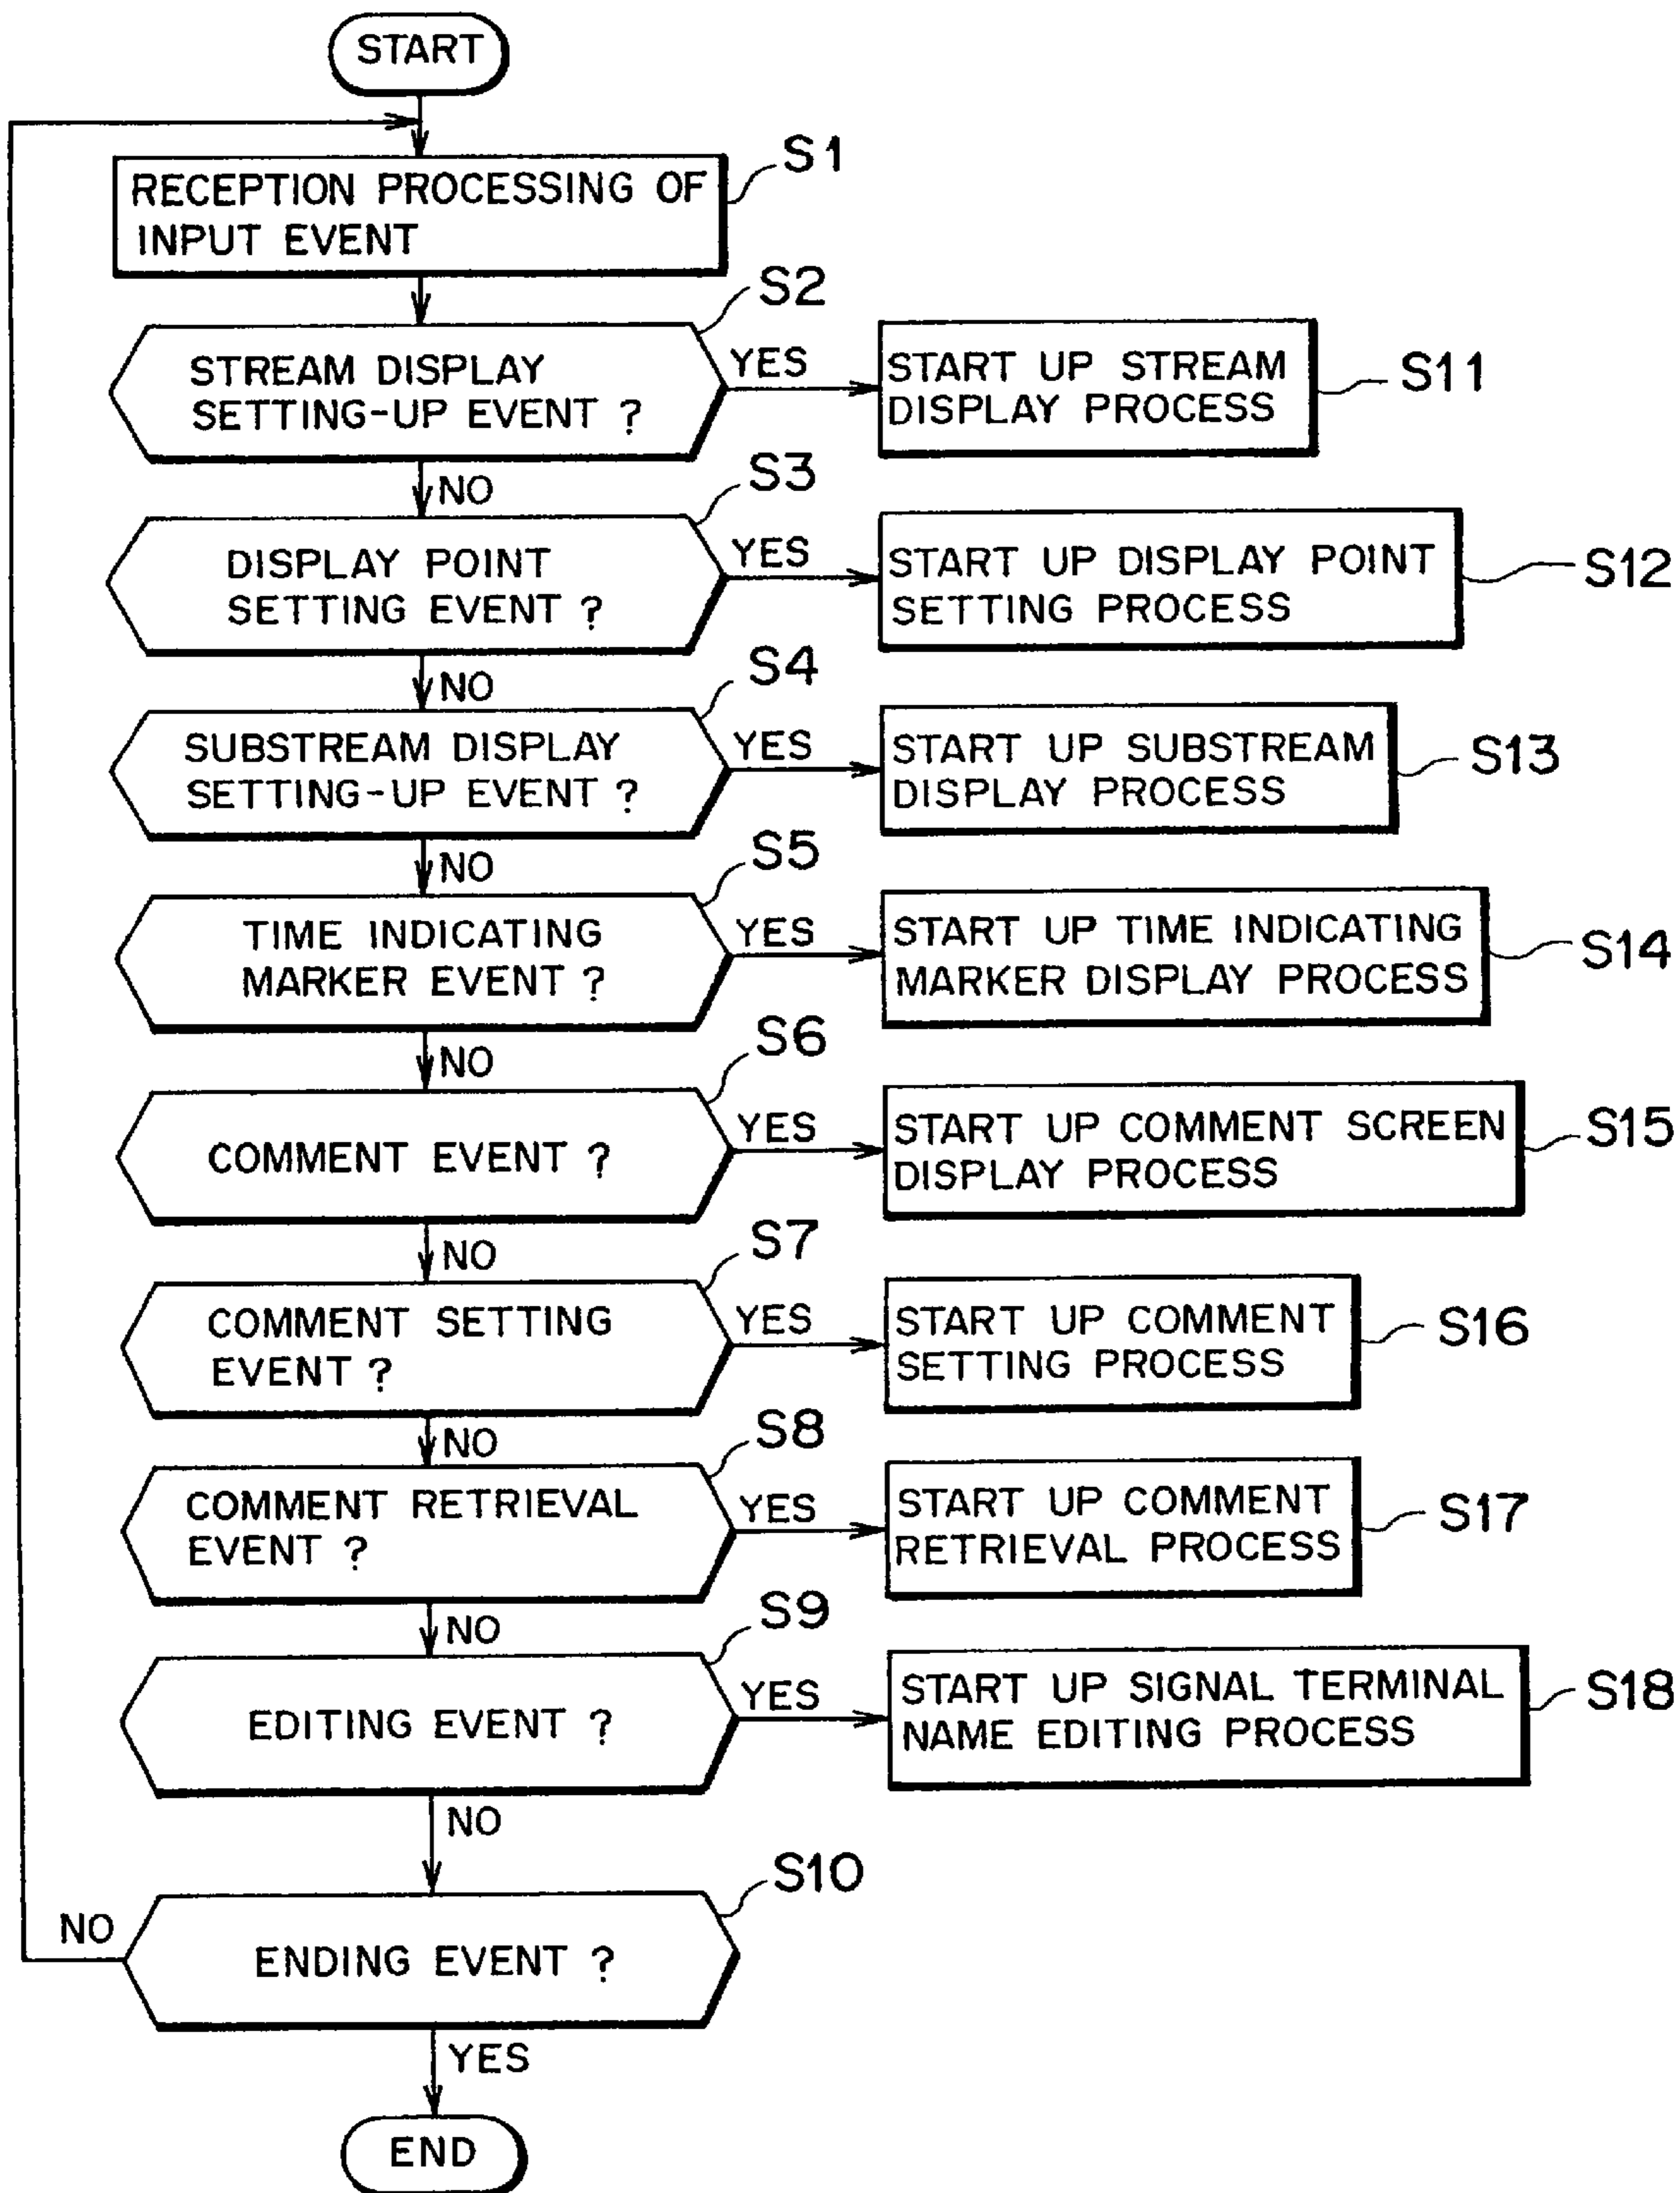 START
RECEPTION PROCESSING OF
INPUT EVENT
S1
STREAM DISPLAY
SETTING-UP EVENT ?
S2
YES
START UP STREAM
DISPLAY PROCESS
S11
NO
DISPLAY POINT
SETTING EVENT ?
S3
YES
START UP DISPLAY POINT
SETTING PROCESS
S12
NO
SUBSTREAM DISPLAY
SETTING-UP EVENT ?
S4
YES
START UP SUBSTREAM
DISPLAY PROCESS
S13
NO
TIME INDICATING
MARKER EVENT ?
S5
YES
START UP TIME INDICATING
MARKER DISPLAY PROCESS
S14
NO
COMMENT EVENT ?
S6
YES
START UP COMMENT SCREEN
DISPLAY PROCESS
S15
NO
COMMENT SETTING
EVENT ?
S7
YES
START UP COMMENT
SETTING PROCESS
S16
NO
COMMENT RETRIEVAL
EVENT ?
S8
YES
START UP COMMENT
RETRIEVAL PROCESS
S17
NO
EDITING EVENT ?
S9
YES
START UP SIGNAL TERMINAL
NAME EDITING PROCESS
S18
NO
ENDING EVENT ?
S10
NO
YES
END